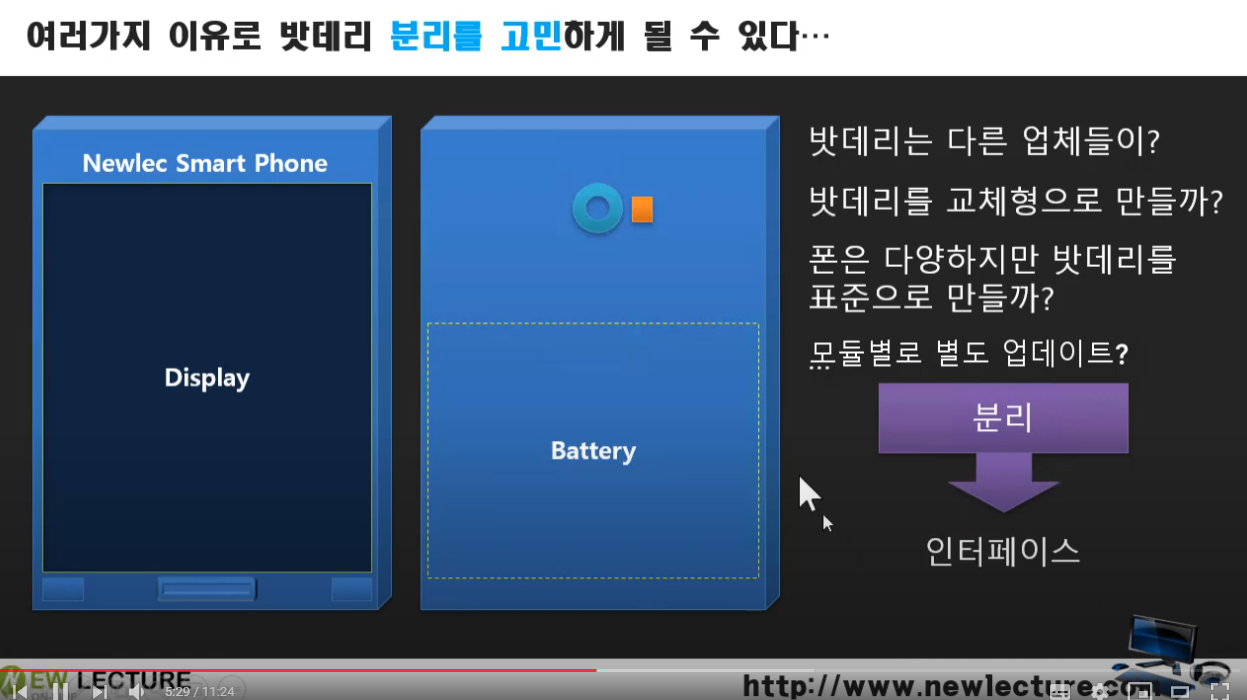 여러가지 이유로 밧데리 분리를 고민하게 될 수 있다…
Newlec Smart Phone
Display
Battery
밧데리는 다른 업체들이?
밧데리를 교체형으로 만들까?
폰은 다양하지만 밧데리를
표준으로 만들까?
모듈별로 별도 업데이트?
분리
인터페이스
NEW LECTURE
5:29 / 11:24
http://www.newlecture.com